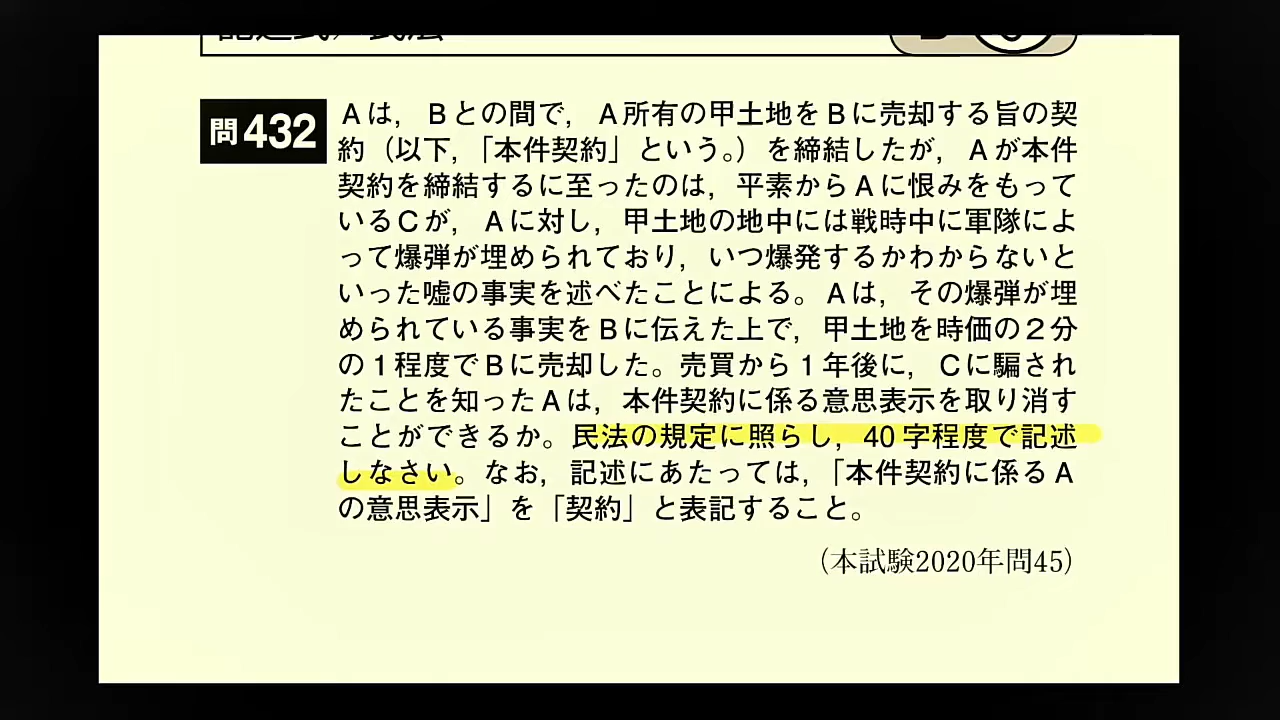 問432
Aは，Bとの間で，A所有の甲土地をBに売却する旨の契
約（以下，「本件契約」という。）を締結したが，Aが本件
契約を締結するに至ったのは，平素からAに恨みをもって
いるCが，Aに対し，甲土地の地中には戦時中に軍隊によ
って爆弾が埋められており，いつ爆発するかわからないと
いった嘘の事実を述べたことによる。Aは，その爆弾が埋
められている事実をBに伝えた上で，甲土地を時価の2分
の1程度でBに売却した。売買から1年後に，Cに騙され
たことを知ったAは，本件契約に係る意思表示を取り消す
ことができるか。民法の規定に照らし，40字程度で記述
しなさい。なお，記述にあたっては，「本件契約に係るA
の意思表示」を「契約」と表記すること。
（本試験2020年問45）